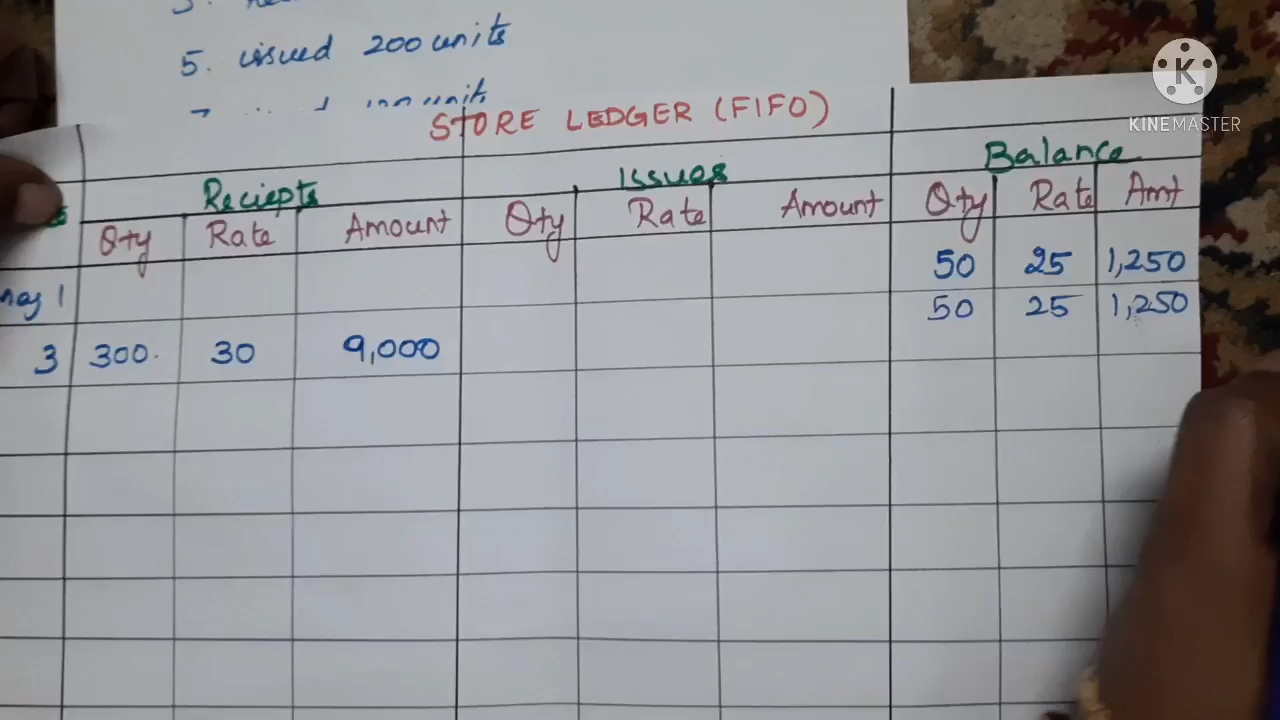 5. issued 200 units
STORE LEDGER (FIFO)
Reciepts Issues Balance
Qty Rate Amount Qty Rate Amount Qty Rate Amt
1 50 25 1,250
50 25 1,250
3 300. 30 9,000
KINEMASTER